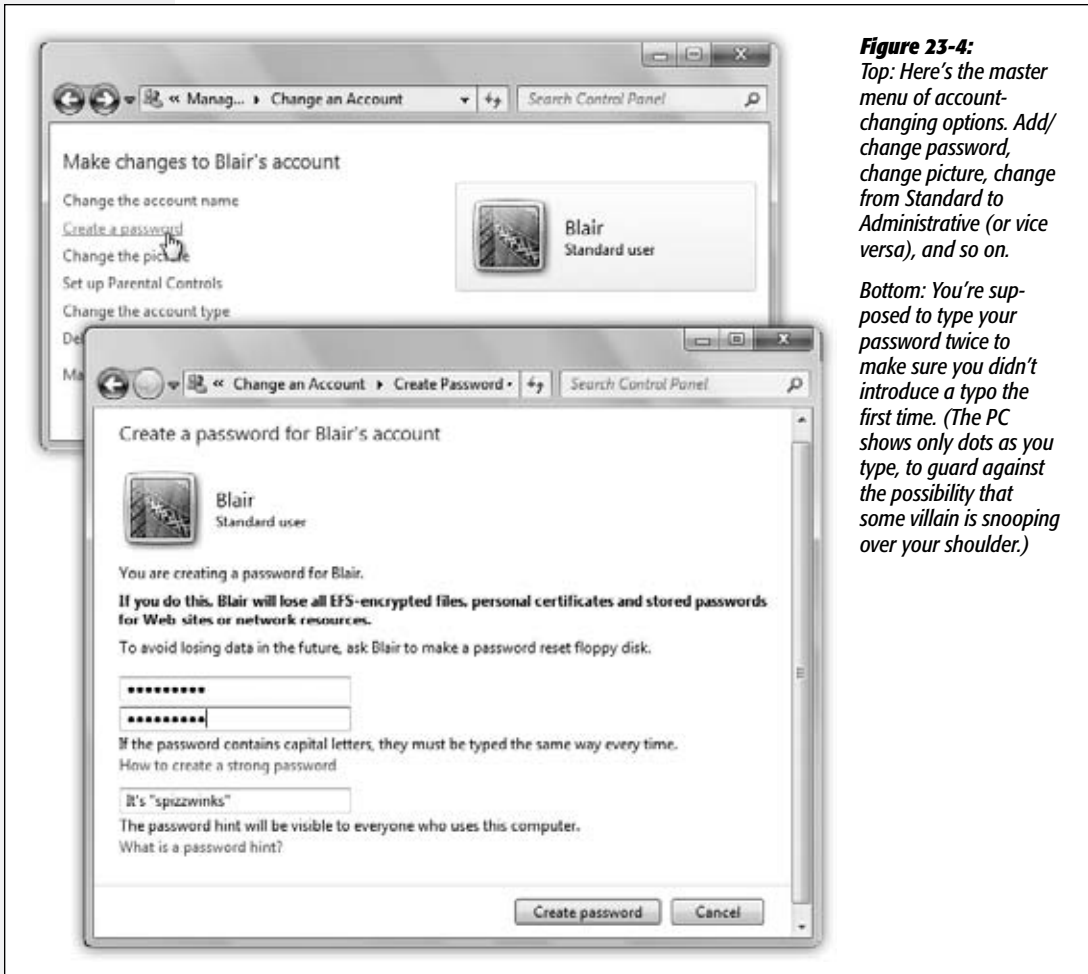 « Manag... ▸ Change an Account
Search Control Panel
Make changes to Blair's account
Change the account name
Create a password
Change the picture
Set up Parental Controls
Change the account type
Del
Ma
Blair
Standard user
« Change an Account ▸ Create Password
Search Control Panel
Create a password for Blair's account
Blair
Standard user
You are creating a password for Blair.
If you do this, Blair will lose all EFS-encrypted files, personal certificates and stored passwords
for Web sites or network resources.
To avoid losing data in the future, ask Blair to make a password reset floppy disk.
•••••••••
•••••••••
If the password contains capital letters, they must be typed the same way every time.
How to create a strong password
It's "spizzwinks"
The password hint will be visible to everyone who uses this computer.
What is a password hint?
Create password
Cancel
Figure 23-4:
Top: Here's the master
menu of account-
changing options. Add/
change password,
change picture, change
from Standard to
Administrative (or vice
versa), and so on.
Bottom: You're sup-
posed to type your
password twice to
make sure you didn't
introduce a typo the
first time. (The PC
shows only dots as you
type, to guard against
the possibility that
some villain is snooping
over your shoulder.)